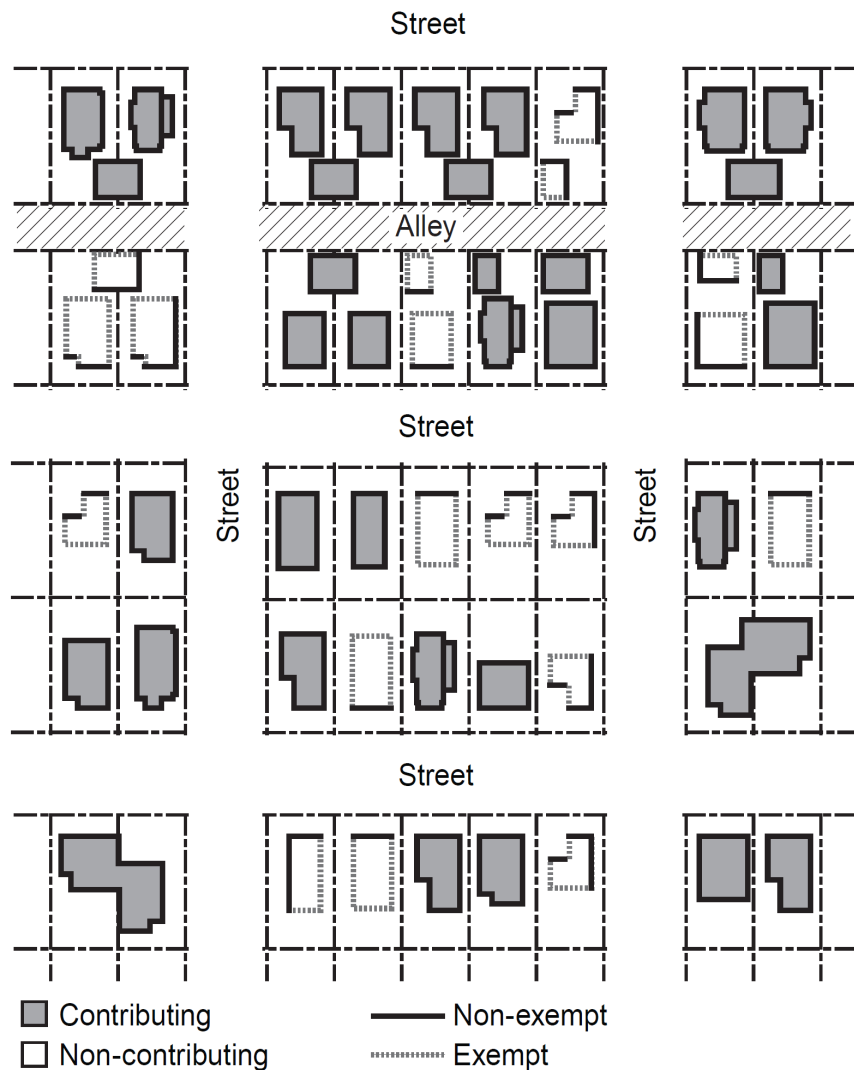 Street
Alley
Street
Street
Street
Street
Contributing
Non-exempt
Non-contributing
Exempt